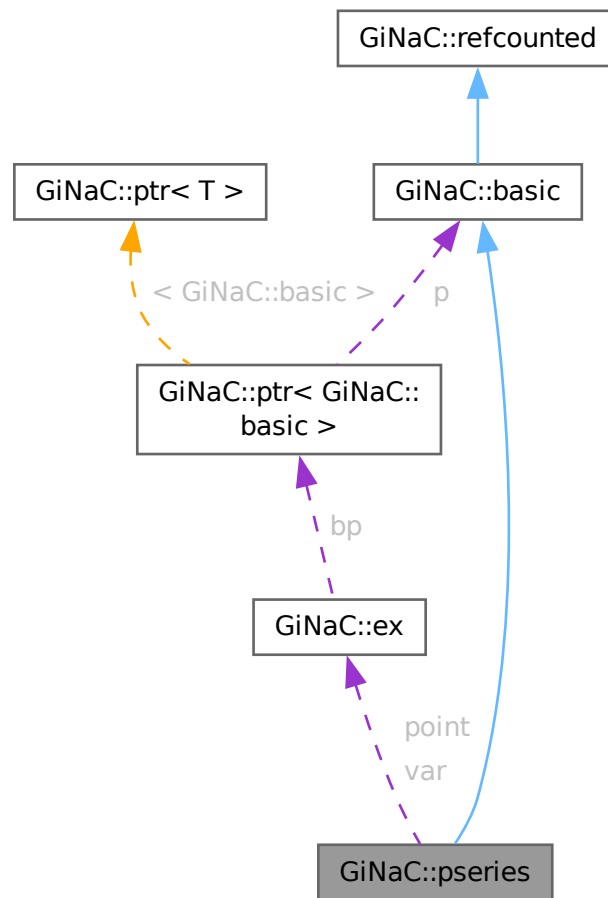 GiNaC::refcounted
GiNaC::ptr< T >
GiNaC::basic
< GiNaC::basic >
p
GiNaC::ptr< GiNaC::
basic >
bp
GiNaC::ex
point
var
GiNaC::pseries